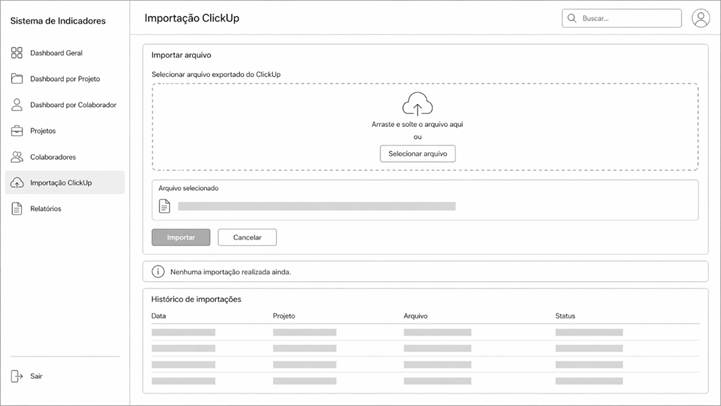 Sistema de Indicadores
Dashboard Geral
Dashboard por Projeto
Dashboard por Colaborador
Projetos
Colaboradores
Importação ClickUp
Relatórios
Sair
Importação ClickUp
Buscar...
Importar arquivo
Selecionar arquivo exportado do ClickUp
Arraste e solte o arquivo aqui
ou
Selecionar arquivo
Arquivo selecionado
Importar Cancelar
Nenhuma importação realizada ainda.
Histórico de importações
Data Projeto Arquivo Status